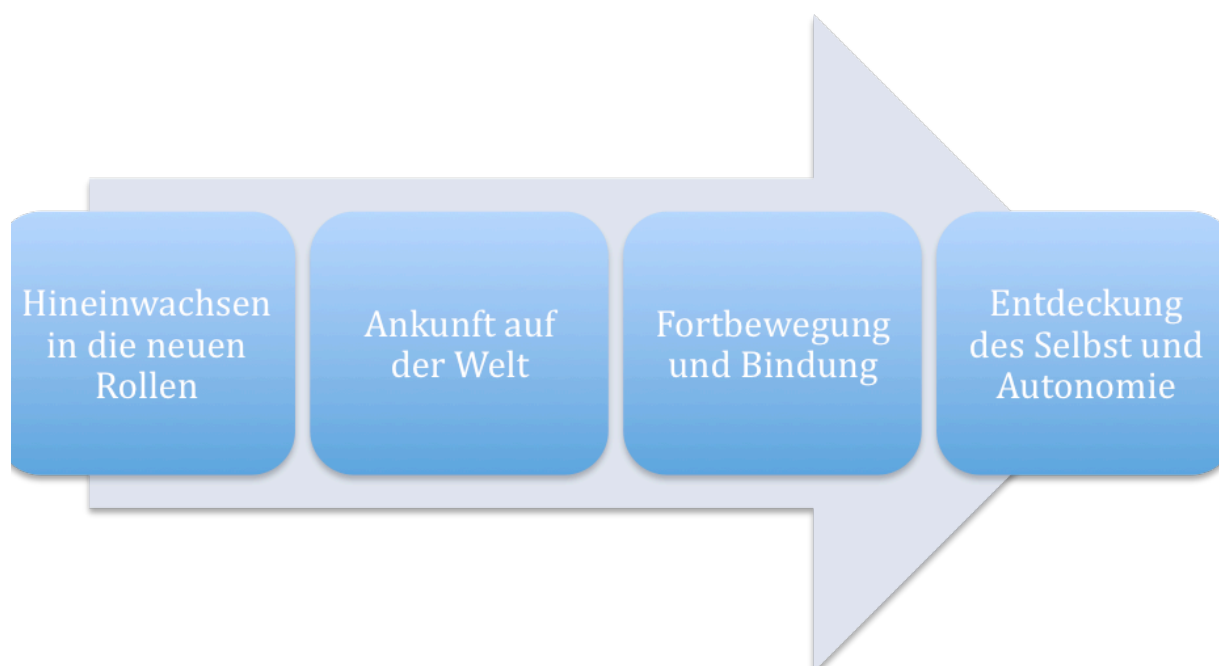 Hineinwachsen
in die neuen
Rollen
Ankunft auf
der Welt
Fortbewegung
und Bindung
Entdeckung
des Selbst und
Autonomie